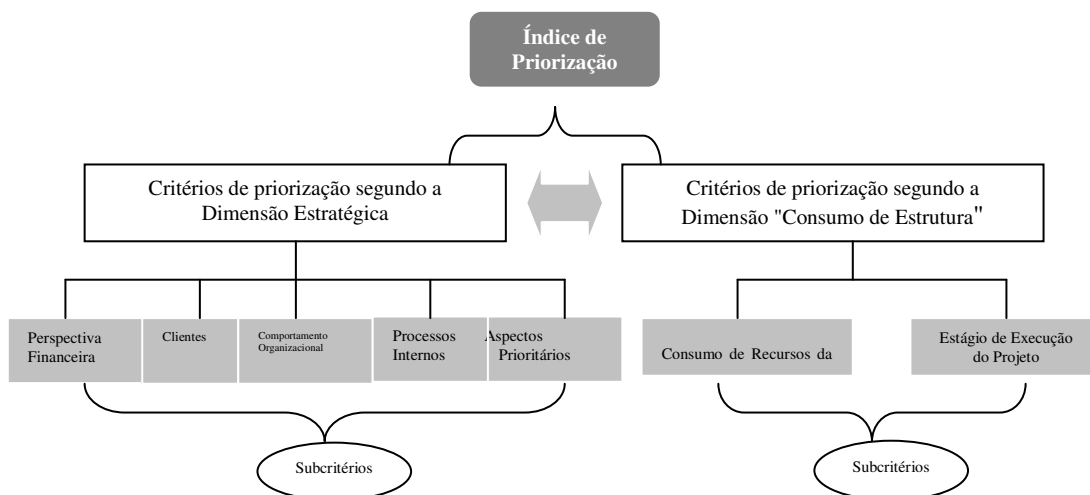 Índice de
Priorização
Critérios de priorização segundo a
Dimensão Estratégica
Critérios de priorização segundo a
Dimensão "Consumo de Estrutura"
Perspectiva
Financeira
Clientes
Comportamento
Organizacional
Processos
Internos
Aspectos
Prioritários
Consumo de Recursos da
Estágio de Execução
do Projeto
Subcritérios
Subcritérios